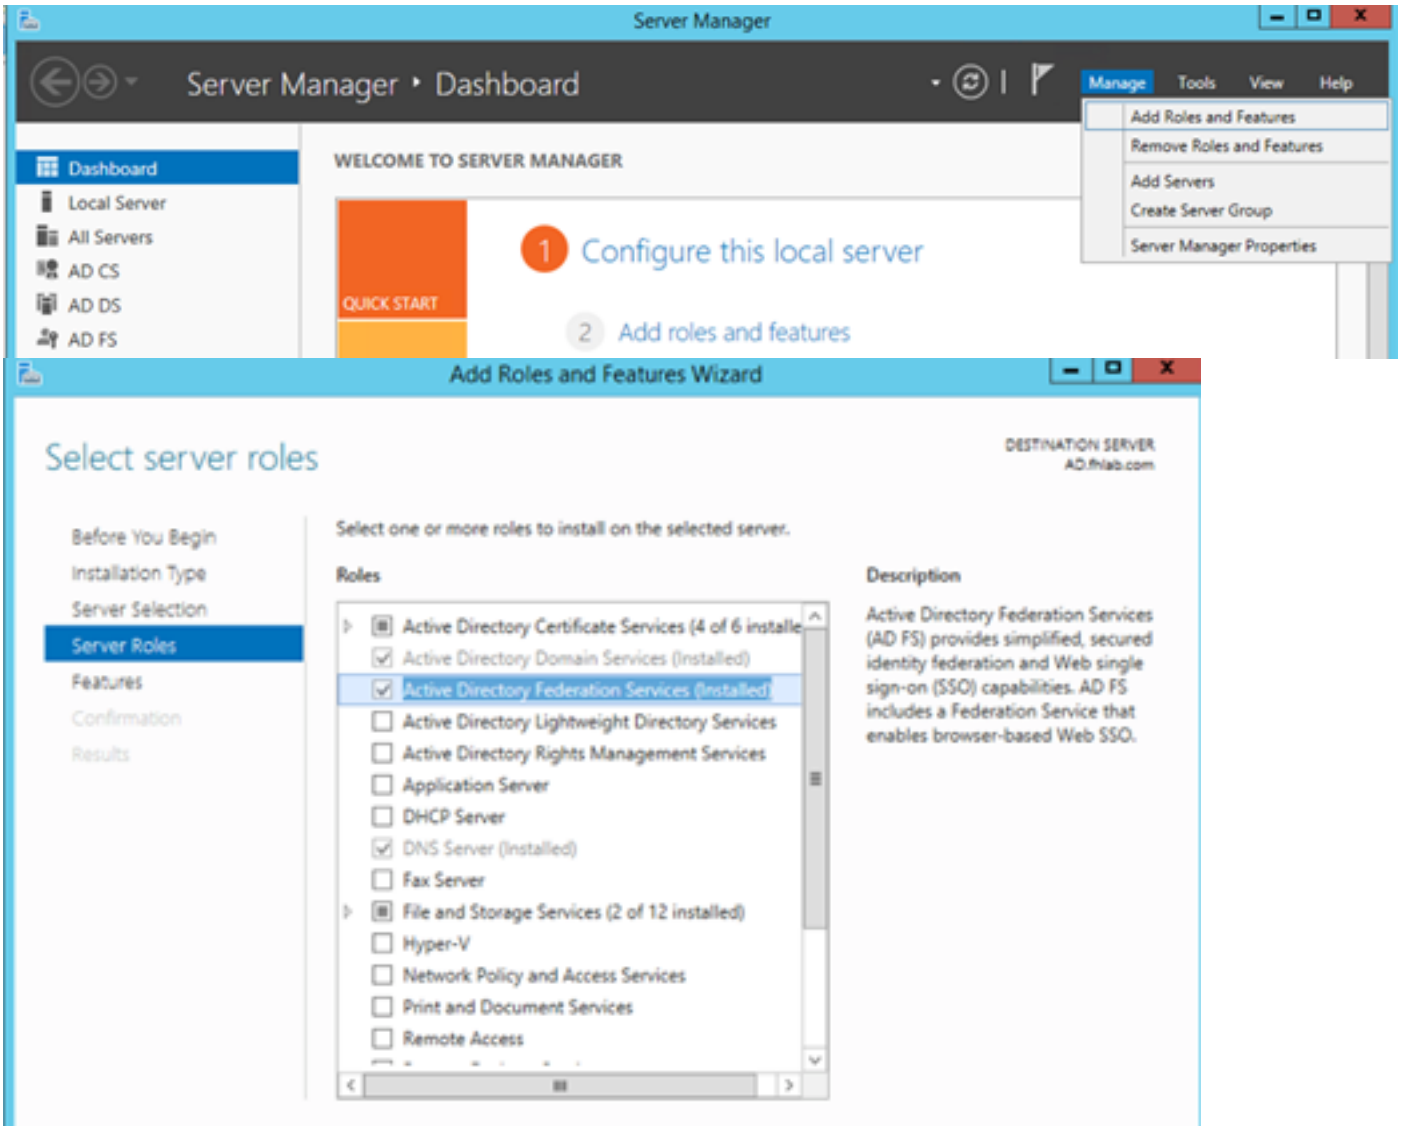 Server Manager
Server Manager • Dashboard
Manage Tools View Help
Add Roles and Features
Remove Roles and Features
Add Servers
Create Server Group
Server Manager Properties
Dashboard
Local Server
All Servers
AD CS
AD DS
AD FS
WELCOME TO SERVER MANAGER
QUICK START
1 Configure this local server
2 Add roles and features
Add Roles and Features Wizard
Select server roles
DESTINATION SERVER
AD.fhlab.com
Before You Begin
Installation Type
Server Selection
Server Roles
Features
Confirmation
Results
Select one or more roles to install on the selected server.
Roles
Active Directory Certificate Services (4 of 6 installe
Active Directory Domain Services (Installed)
Active Directory Federation Services (Installed)
Active Directory Lightweight Directory Services
Active Directory Rights Management Services
Application Server
DHCP Server
DNS Server (Installed)
Fax Server
File and Storage Services (2 of 12 installed)
Hyper-V
Network Policy and Access Services
Print and Document Services
Remote Access
Description
Active Directory Federation Services
(AD FS) provides simplified, secured
identity federation and Web single
sign-on (SSO) capabilities. AD FS
includes a Federation Service that
enables browser-based Web SSO.